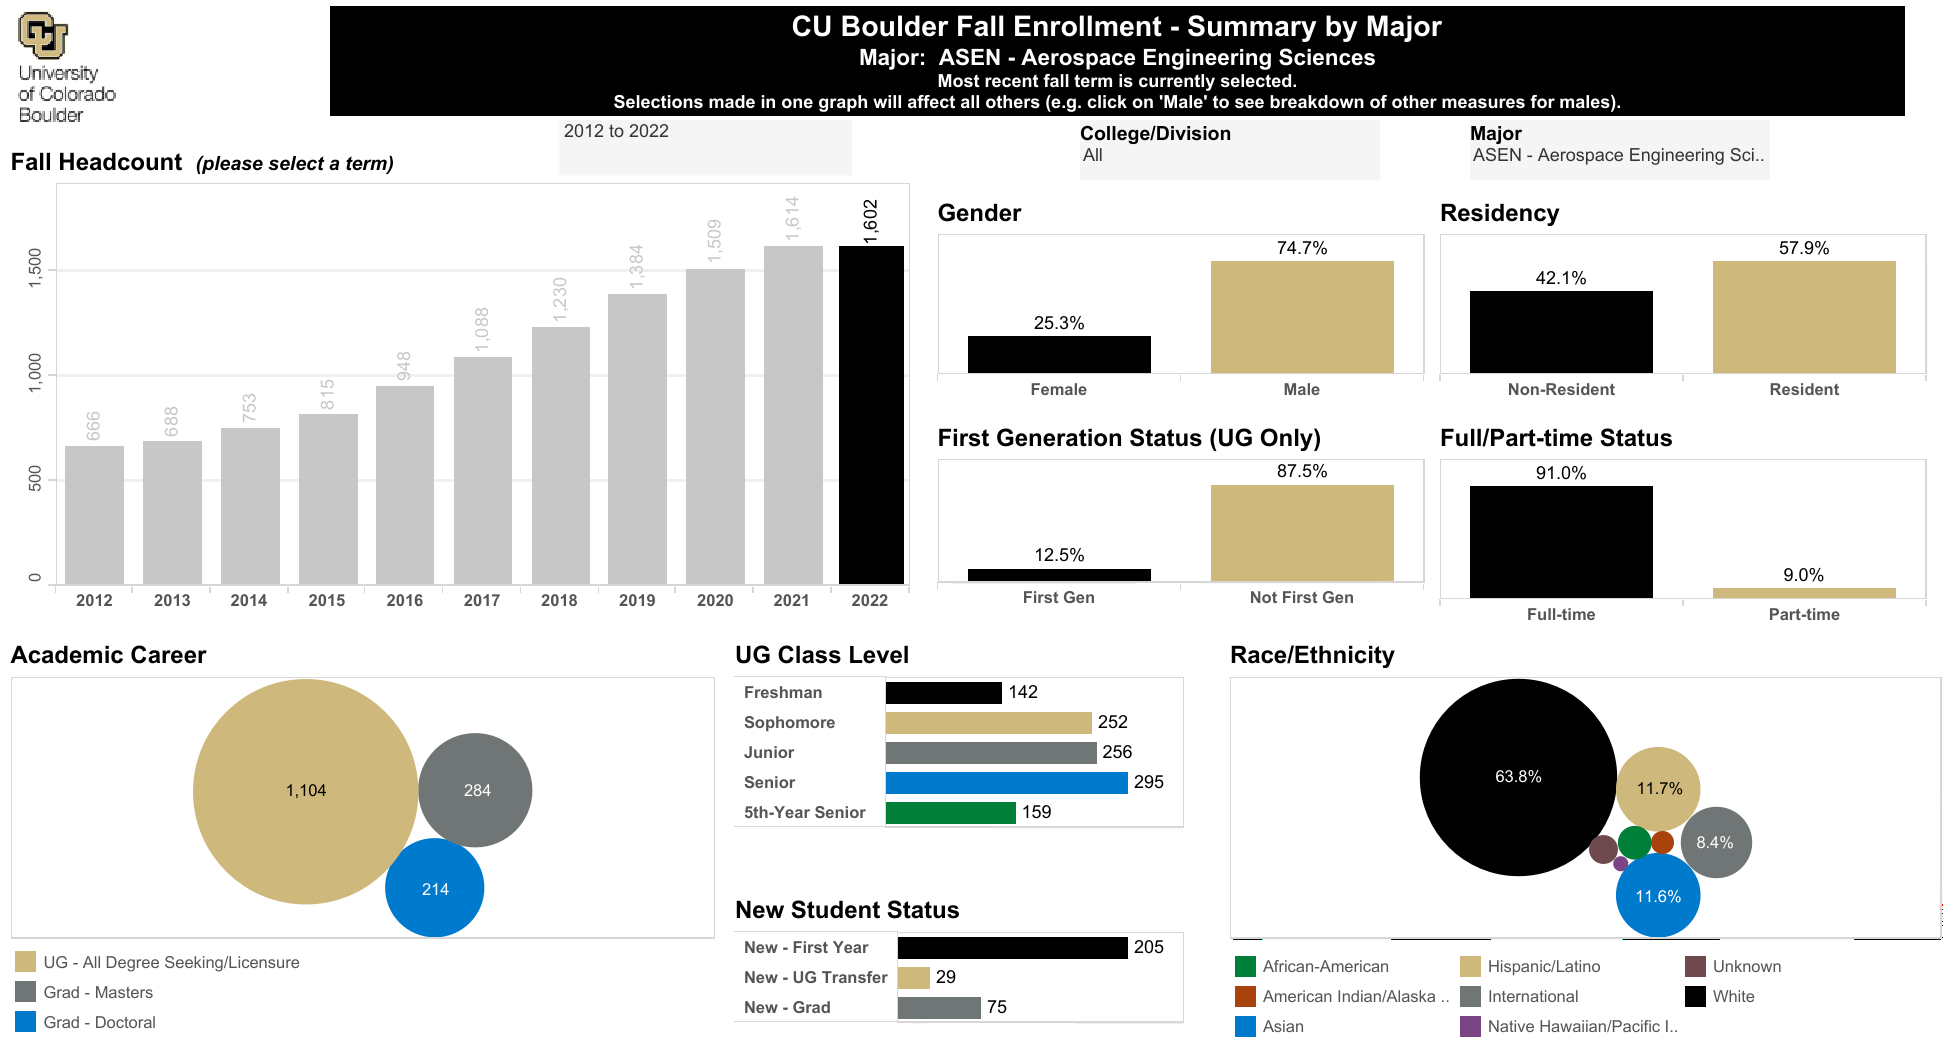 University
of Colorado
Boulder
CU Boulder Fall Enrollment - Summary by Major
Major:  ASEN - Aerospace Engineering Sciences
Most recent fall term is currently selected.
Selections made in one graph will affect all others (e.g. click on 'Male' to see breakdown of other measures for males).
2012 to 2022
College/Division
All
Major
ASEN - Aerospace Engineering Sci..
Fall Headcount (please select a term)
1,500
1,000
500
0
666
688
753
815
948
1,088
1,230
1,384
1,509
1,614
1,602
2012 2013 2014 2015 2016 2017 2018 2019 2020 2021 2022
Gender
25.3%
74.7%
Female Male
Residency
42.1%
57.9%
Non-Resident Resident
First Generation Status (UG Only)
12.5%
87.5%
First Gen Not First Gen
Full/Part-time Status
91.0%
9.0%
Full-time Part-time
Academic Career
1,104
284
214
UG - All Degree Seeking/Licensure
Grad - Masters
Grad - Doctoral
UG Class Level
Freshman 142
Sophomore 252
Junior 256
Senior 295
5th-Year Senior 159
New Student Status
New - First Year 205
New - UG Transfer 29
New - Grad 75
Race/Ethnicity
63.8%
11.7%
8.4%
11.6%
African-American
American Indian/Alaska ..
Asian
Hispanic/Latino
International
Native Hawaiian/Pacific I..
Unknown
White